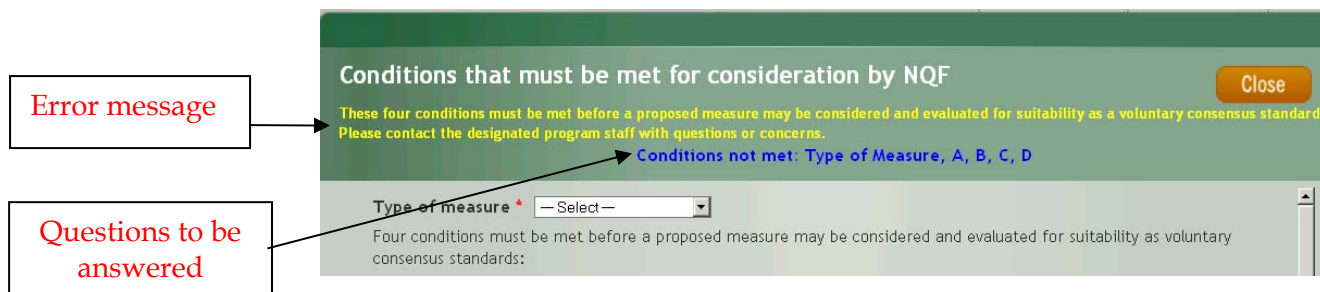 Conditions that must be met for consideration by NQF
Close
Error message
These four conditions must be met before a proposed measure may be considered and evaluated for suitability as a voluntary consensus standard
Please contact the designated program staff with questions or concerns.
Conditions not met: Type of Measure, A, B, C, D
Questions to be
answered
Type of measure * —Select—
Four conditions must be met before a proposed measure may be considered and evaluated for suitability as voluntary
consensus standards: